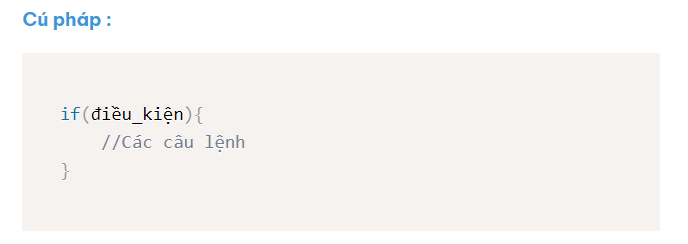 Cú pháp :
if(điều_kiện){
//Các câu lệnh
}